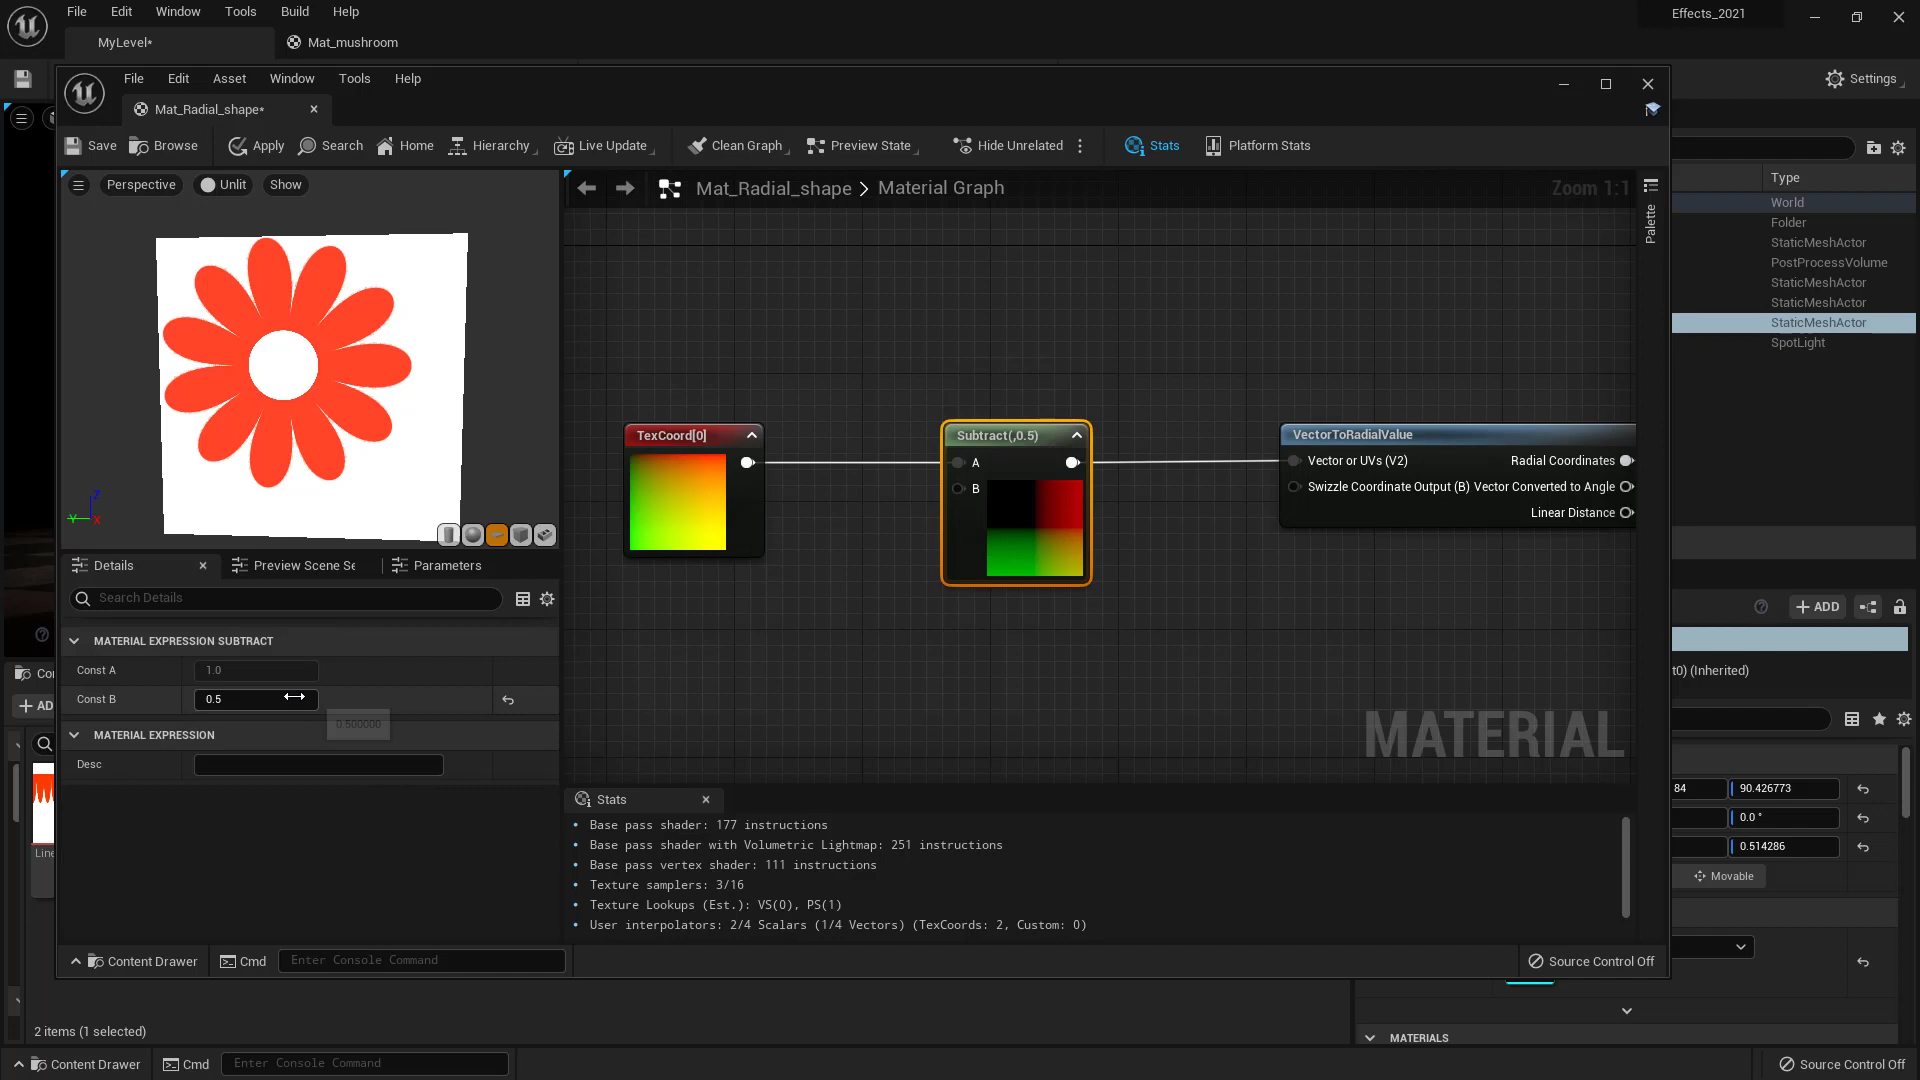 File Edit Window Tools Build Help
Effects_2021
MyLevel*
Mat_mushroom
File Edit Asset Window Tools Help
Settings
Mat_Radial_shape*
Save Browse Apply Search Home Hierarchy Live Update Clean Graph Preview State Hide Unrelated Stats Platform Stats
Perspective Unlit Show
Mat_Radial_shape > Material Graph
Zoom 1:1
Palette
Type
World
Folder
StaticMeshActor
PostProcessVolume
StaticMeshActor
StaticMeshActor
StaticMeshActor
SpotLight
TexCoord[0]
Subtract(,0.5)
A
B
VectorToRadialValue
Vector or UVs (V2) Radial Coordinates
Swizzle Coordinate Output (B) Vector Converted to Angle
Linear Distance
Z
Y
X
MATERIAL
Details
Preview Scene Se
Parameters
Search Details
MATERIAL EXPRESSION SUBTRACT
Const A 1.0
Const B 0.5
0.500000
MATERIAL EXPRESSION
Desc
Stats
• Base pass shader: 177 instructions
• Base pass shader with Volumetric Lightmap: 251 instructions
• Base pass vertex shader: 111 instructions
• Texture samplers: 3/16
• Texture Lookups (Est.): VS(0), PS(1)
• User interpolators: 2/4 Scalars (1/4 Vectors) (TexCoords: 2, Custom: 0)
Content Drawer
Cmd
Enter Console Command
Source Control Off
ADD
t0) (Inherited)
84 90.426773
0.0 °
0.514286
Movable
MATERIALS
Con
AD
Line
2 items (1 selected)
Content Drawer
Cmd
Enter Console Command
Source Control Off